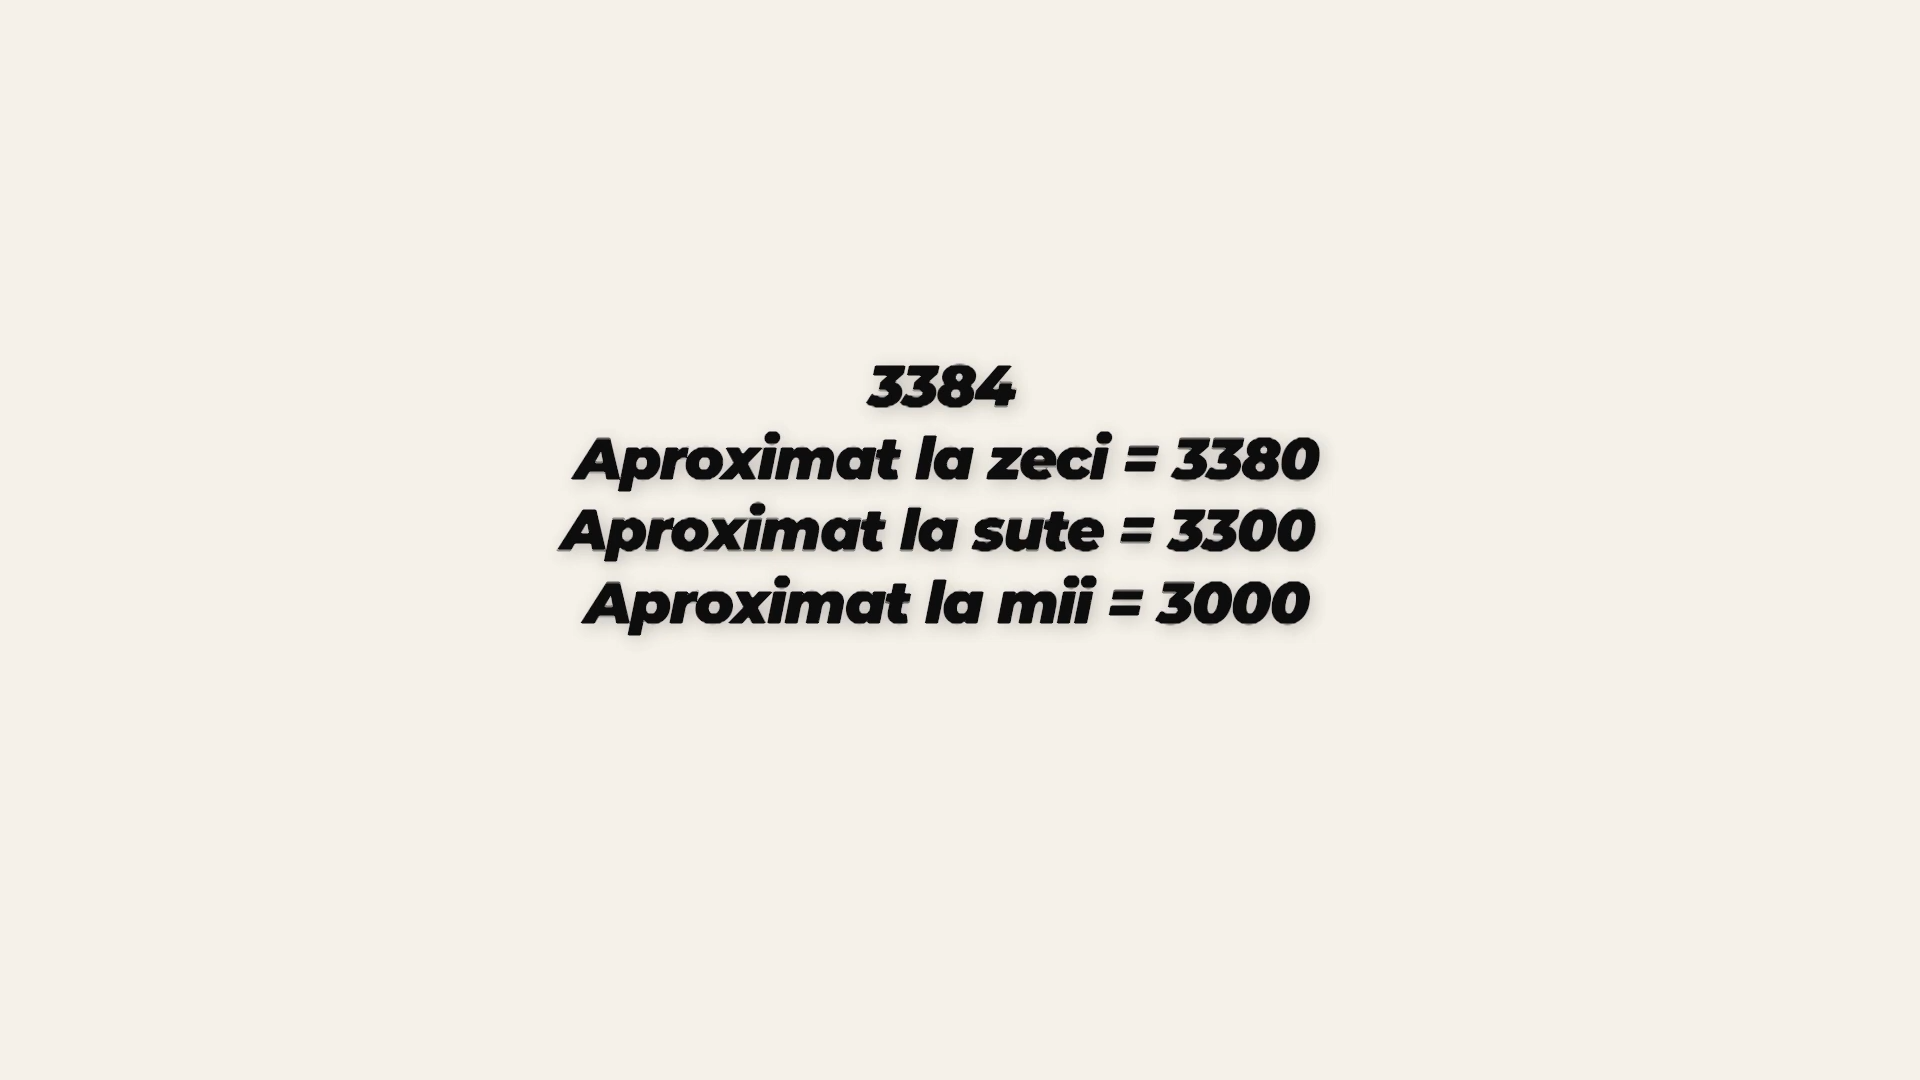 3384
Aproximat la zeci = 3380
Aproximat la sute = 3300
Aproximat la mii = 3000